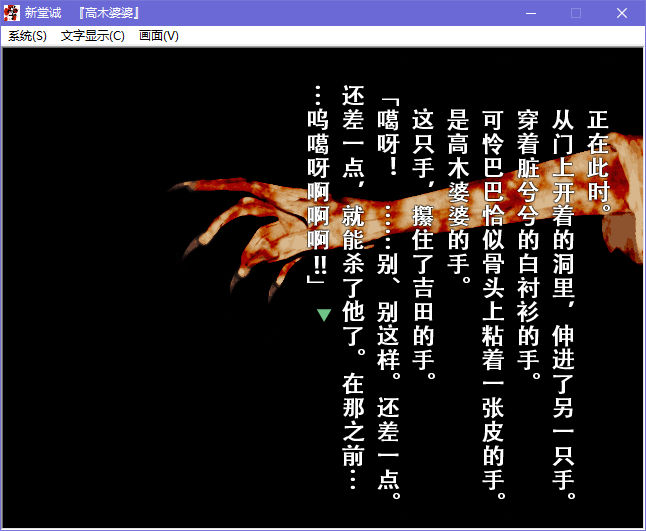 新堂诚 『高木婆婆』
系统(S) 文字显示(C) 画面(V)
正在此时。
从门上开着的洞里，伸进了另一只手。
穿着脏兮兮的白衬衫的手。
可怜巴巴恰似骨头上粘着一张皮的手。
是高木婆婆的手。
这只手，攥住了吉田的手。
「噶呀！ ……别、别这样。还差一点。
还差一点，就能杀了他了。在那之前…
…呜噶呀啊啊啊!!」